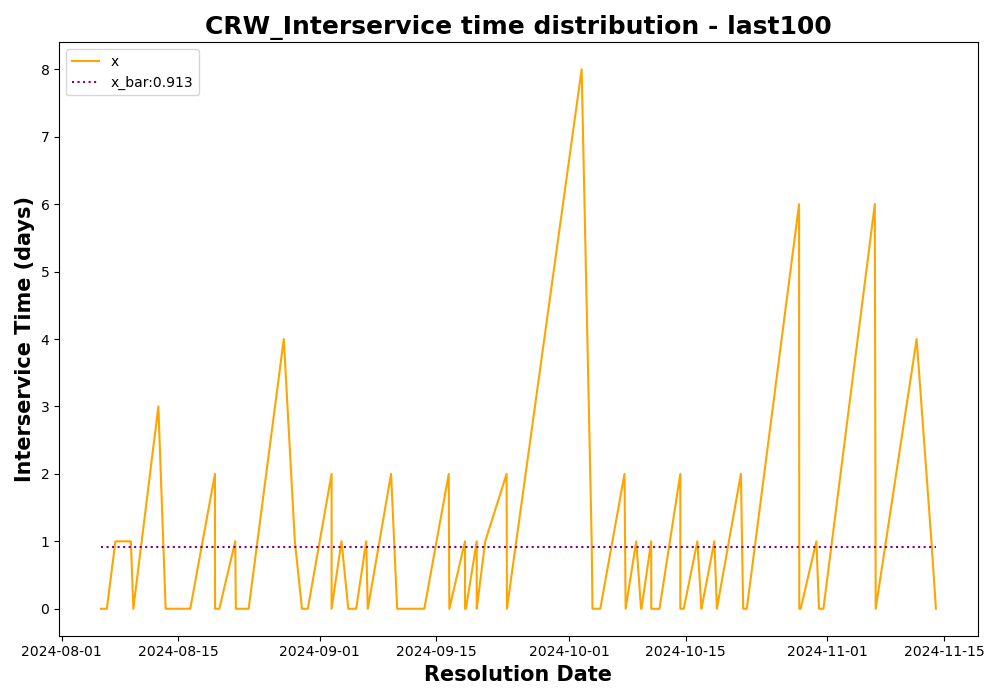 CRW_Interservice time distribution - last100
x
x_bar:0.913
Interservice Time (days)
8
7
6
5
4
3
2
1
0
2024-08-01 2024-08-15 2024-09-01 2024-09-15 2024-10-01 2024-10-15 2024-11-01 2024-11-15
Resolution Date